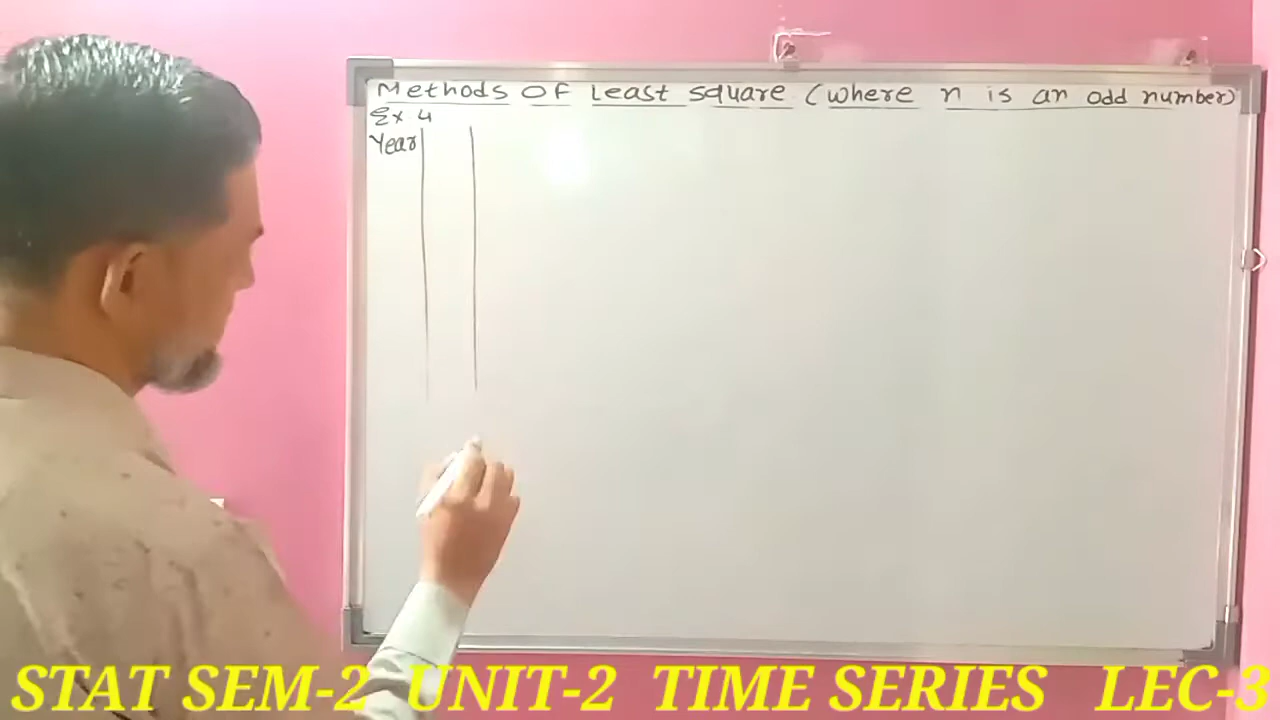 Methods Of Least square (where n is an odd number)
Ex 4
Year
STAT SEM-2 UNIT-2 TIME SERIES LEC-3